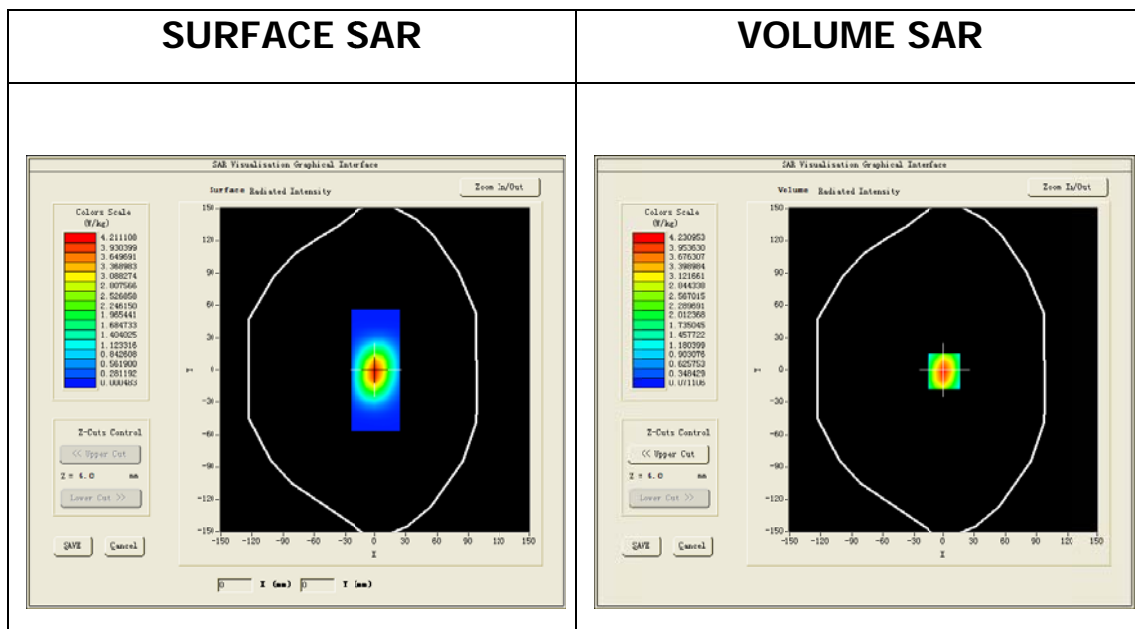 SURFACE SAR
VOLUME SAR
SAR Visualisation Graphical Interface
Surface Radiated Intensity
Zoom In/Out
Colors Scale
(W/kg)
4.211108
3.930399
3.649691
3.368983
3.088274
2.807566
2.526858
2.246150
1.965441
1.684733
1.404025
1.123316
0.842608
0.561900
0.281192
0.000483
Z-Cuts Control
<< Upper Cut
Z = 4.0 mm
Lower Cut >>
SAVE
Cancel
150
120
90
60
30
0
-30
-60
-90
-120
-150
Y
-150 -120 -90 -60 -30 0 30 60 90 120 150
X
0 X (mm) 0 Y (mm)
SAR Visualisation Graphical Interface
Volume Radiated Intensity
Zoom In/Out
Colors Scale
(W/kg)
4.230953
3.953630
3.676307
3.398984
3.121661
2.844338
2.567015
2.289691
2.012368
1.735045
1.457722
1.180399
0.903076
0.625753
0.348429
0.071106
Z-Cuts Control
<< Upper Cut
Z = 4.0 mm
Lower Cut >>
SAVE
Cancel
150
120
90
60
30
0
-30
-60
-90
-120
-150
Y
-150 -120 -90 -60 -30 0 30 60 90 120 150
X